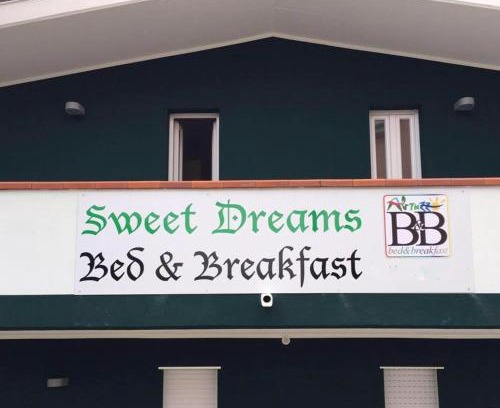 Sweet Dreams
Bed & Breakfast
B&B
bed&breakfast